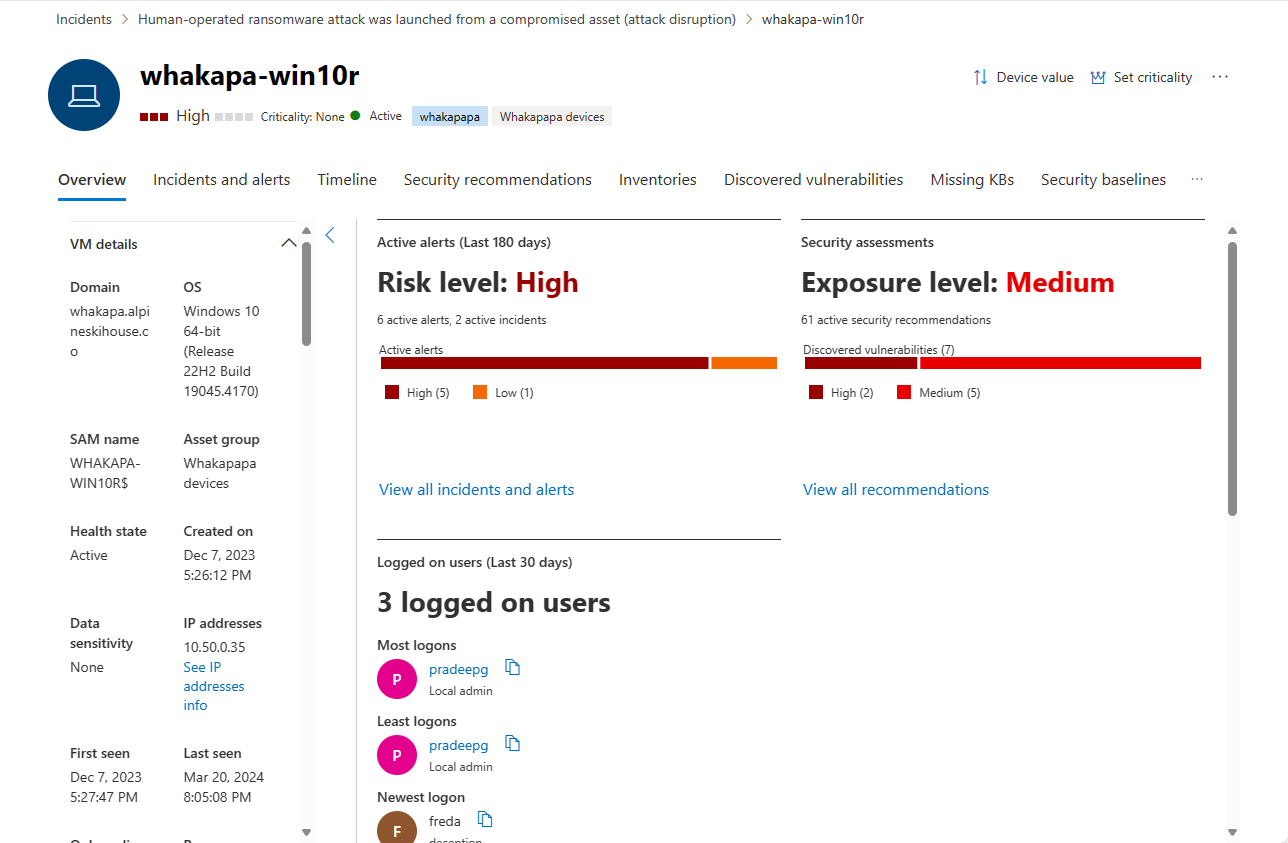 Incidents > Human-operated ransomware attack was launched from a compromised asset (attack disruption) > whakapa-win10r
whakapa-win10r
Device value
Set criticality
High
Criticality: None
Active
whakapapa
Whakapapa devices
Overview
Incidents and alerts
Timeline
Security recommendations
Inventories
Discovered vulnerabilities
Missing KBs
Security baselines
VM details
Domain
whakapa.alpi
neskihouse.c
o
OS
Windows 10
64-bit
(Release
22H2 Build
19045.4170)
SAM name
WHAKAPA-
WIN10R$
Asset group
Whakapapa
devices
Health state
Active
Created on
Dec 7, 2023
5:26:12 PM
Data
sensitivity
None
IP addresses
10.50.0.35
See IP
addresses
info
First seen
Dec 7, 2023
5:27:47 PM
Last seen
Mar 20, 2024
8:05:08 PM
Active alerts (Last 180 days)
Risk level: High
6 active alerts, 2 active incidents
Active alerts
High (5)
Low (1)
View all incidents and alerts
Security assessments
Exposure level: Medium
61 active security recommendations
Discovered vulnerabilities (7)
High (2)
Medium (5)
View all recommendations
Logged on users (Last 30 days)
3 logged on users
Most logons
P
pradeepg
Local admin
Least logons
P
pradeepg
Local admin
Newest logon
F
freda